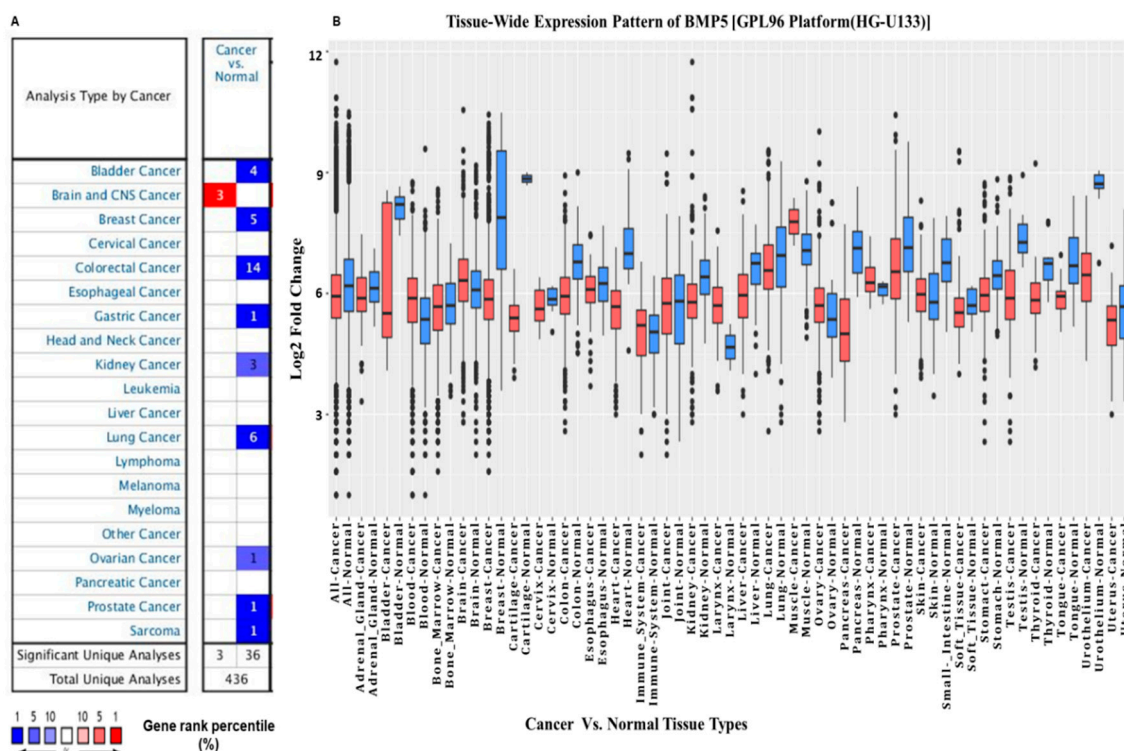 A
Cancer
vs.
Normal
Analysis Type by Cancer
Bladder Cancer 4
Brain and CNS Cancer 3
Breast Cancer 5
Cervical Cancer
Colorectal Cancer 14
Esophageal Cancer
Gastric Cancer 1
Head and Neck Cancer
Kidney Cancer 3
Leukemia
Liver Cancer
Lung Cancer 6
Lymphoma
Melanoma
Myeloma
Other Cancer
Ovarian Cancer 1
Pancreatic Cancer
Prostate Cancer 1
Sarcoma 1
Significant Unique Analyses 3 36
Total Unique Analyses 436
1 5 10 10 5 1
Gene rank percentile
(%)
B
Tissue-Wide Expression Pattern of BMP5 [GPL96 Platform(HG-U133)]
Log2 Fold Change
12
9
6
3
All-Cancer
All-Normal
Adrenal_Gland-Cancer
Adrenal_Gland-Normal
Bladder-Cancer
Bladder-Normal
Blood-Cancer
Blood-Normal
Bone_Marrow-Cancer
Bone_Marrow-Normal
Brain-Cancer
Brain-Normal
Breast-Cancer
Breast-Normal
Cartilage-Cancer
Cartilage-Normal
Cervix-Cancer
Cervix-Normal
Colon-Cancer
Colon-Normal
Esophagus-Cancer
Esophagus-Normal
Heart-Cancer
Heart-Normal
Immune_System-Cancer
Immune-System-Normal
Joint-Cancer
Joint-Normal
Kidney-Cancer
Kidney-Normal
Larynx-Cancer
Larynx-Normal
Liver-Cancer
Liver-Normal
Lung-Cancer
Lung-Normal
Muscle-Cancer
Muscle-Normal
Ovary-Cancer
Ovary-Normal
Pancreas-Cancer
Pancreas-Normal
Pharynx-Cancer
Pharynx-Normal
Prostate-Cancer
Prostate-Normal
Skin-Cancer
Skin-Normal
Small-_Intestine-Normal
Soft_Tissue-Cancer
Soft_Tissue-Normal
Stomact-Cancer
Stomach-Normal
Testis-Cancer
Testis-Normal
Thyroid-Cancer
Thyroid-Normal
Tongue-Cancer
Tongue-Normal
Urothelium-Cancer
Urothelium-Normal
Uterus-Cancer
Cancer Vs. Normal Tissue Types